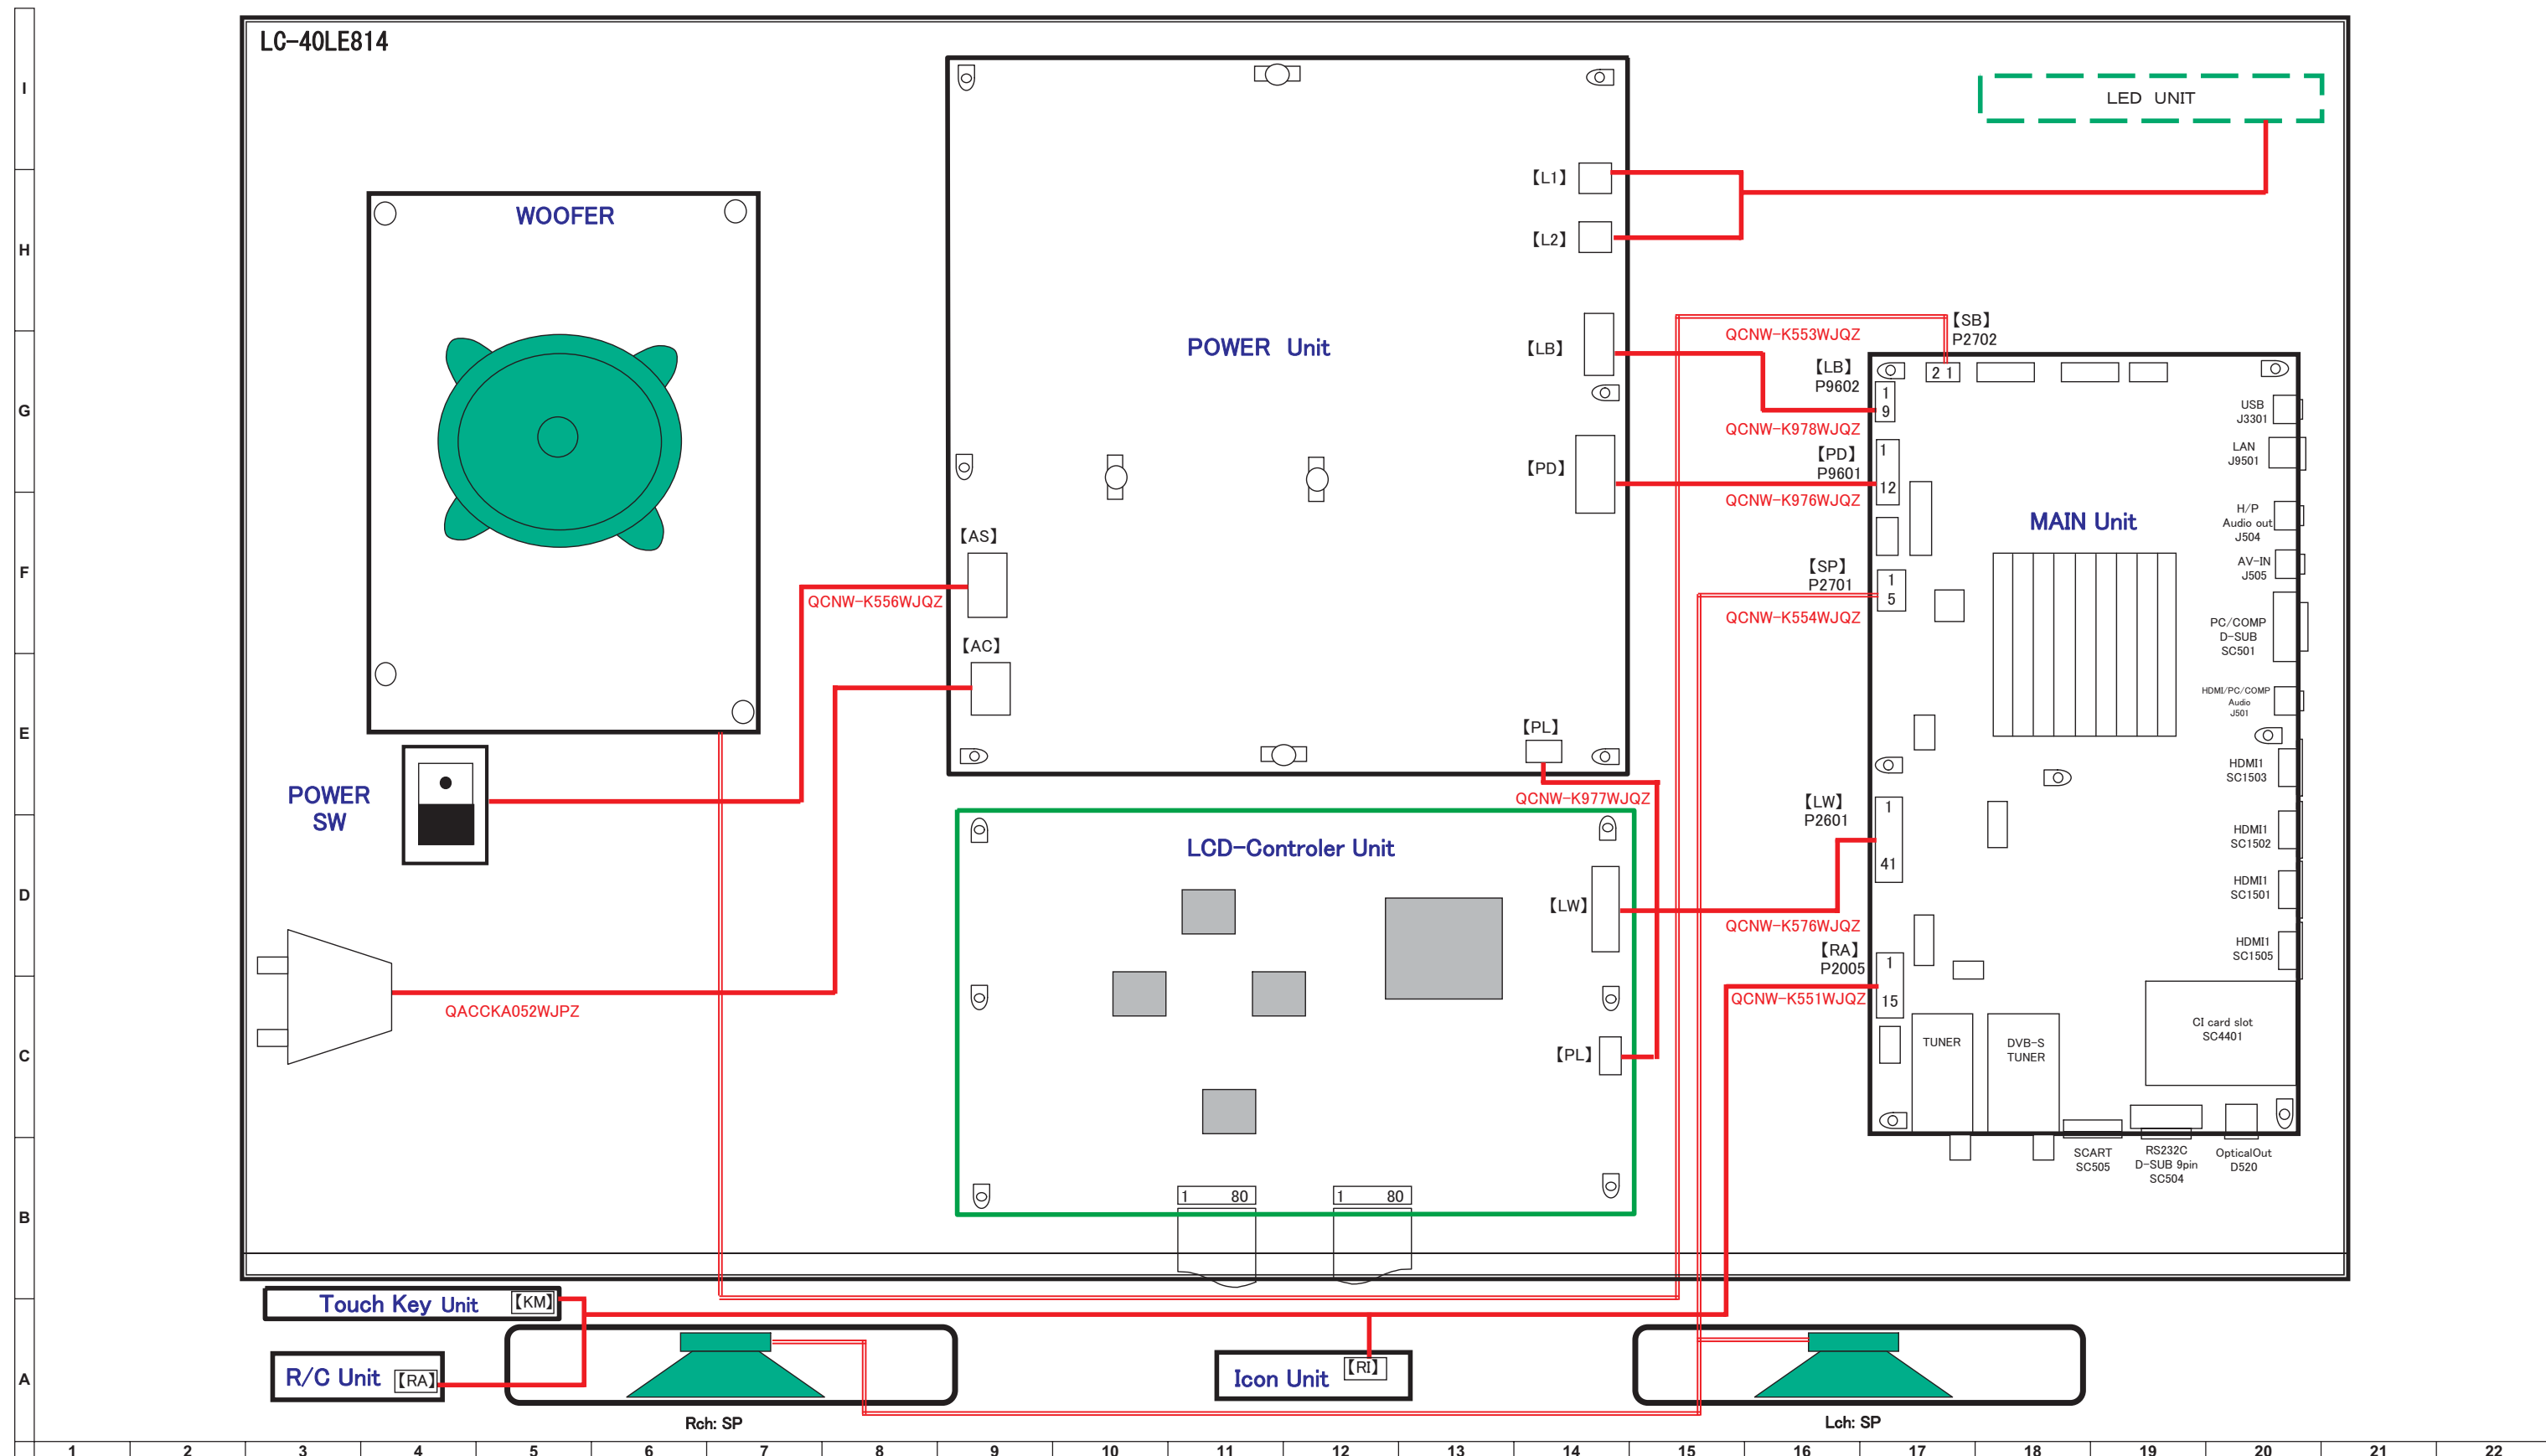 LC-40LE814
I
H
G
F
E
D
C
B
A
LED UNIT
WOOFER
POWER Unit
【L1】
【L2】
【LB】
【PD】
【AS】
【AC】
【PL】
QCNW-K556WJQZ
QCNW-K977WJQZ
POWER
SW
QACCKA052WJPZ
LCD-Controler Unit
【LW】
【PL】
1 80
1 80
QCNW-K553WJQZ
【SB】
P2702
【LB】
P9602
QCNW-K978WJQZ
【PD】
P9601
QCNW-K976WJQZ
【SP】
P2701
QCNW-K554WJQZ
【LW】
P2601
QCNW-K576WJQZ
【RA】
P2005
QCNW-K551WJQZ
2 1
1
9
1
12
1
5
1
41
1
15
MAIN Unit
USB
J3301
LAN
J9501
H/P
Audio out
J504
AV-IN
J505
PC/COMP
D-SUB
SC501
HDMI/PC/COMP
Audio
J501
HDMI1
SC1503
HDMI1
SC1502
HDMI1
SC1501
HDMI1
SC1505
CI card slot
SC4401
TUNER
DVB-S
TUNER
SCART
SC505
RS232C
D-SUB 9pin
SC504
OpticalOut
D520
Touch Key Unit 【KM】
R/C Unit 【RA】
Rch: SP
Icon Unit 【RI】
Lch: SP
1 2 3 4 5 6 7 8 9 10 11 12 13 14 15 16 17 18 19 20 21 22